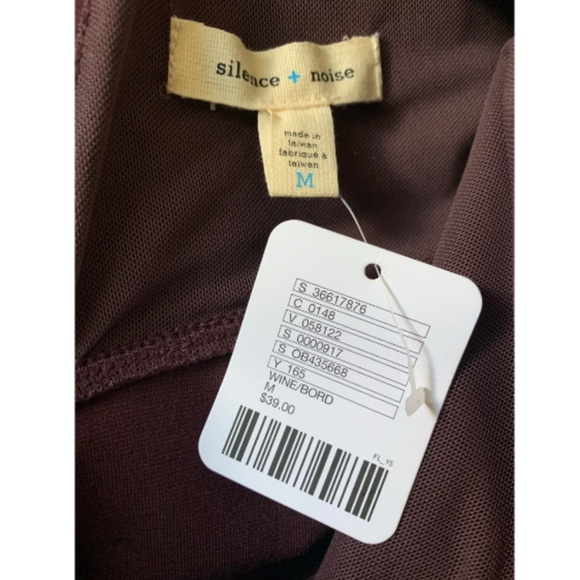 silence + noise
made in
taiwan
fabriqué à
taiwan
M
S 36617876
C 0148
V 058122
S 0000917
S OB435668
Y 165
WINE/BORD
M
$39.00
FL_15